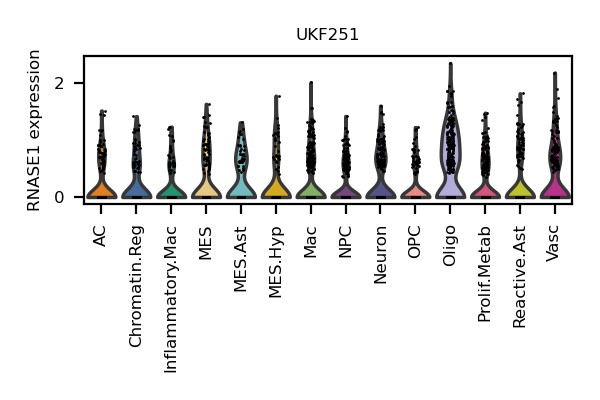 UKF251
RNASE1 expression
2
0
AC
Chromatin.Reg
Inflammatory.Mac
MES
MES.Ast
MES.Hyp
Mac
NPC
Neuron
OPC
Oligo
Prolif.Metab
Reactive.Ast
Vasc